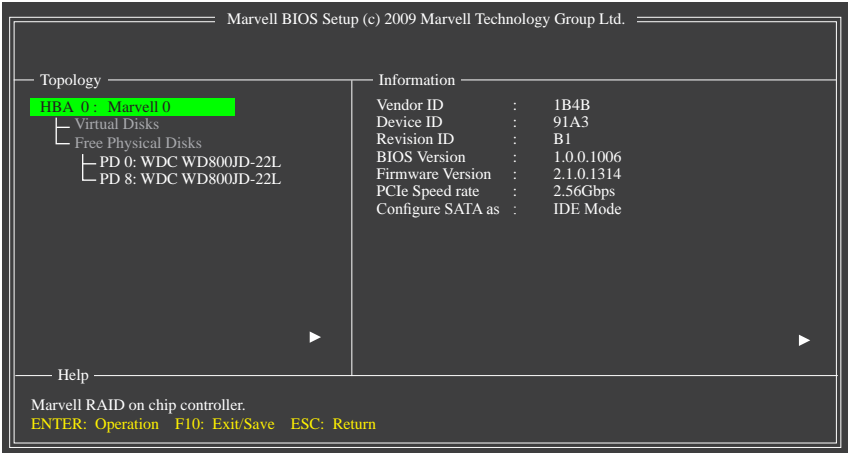 Marvell BIOS Setup (c) 2009 Marvell Technology Group Ltd.
Topology
HBA 0 : Marvell 0
Virtual Disks
Free Physical Disks
PD 0: WDC WD800JD-22L
PD 8: WDC WD800JD-22L
Information
Vendor ID : 1B4B
Device ID : 91A3
Revision ID : B1
BIOS Version : 1.0.0.1006
Firmware Version : 2.1.0.1314
PCIe Speed rate : 2.56Gbps
Configure SATA as : IDE Mode
Help
Marvell RAID on chip controller.
ENTER: Operation F10: Exit/Save ESC: Return